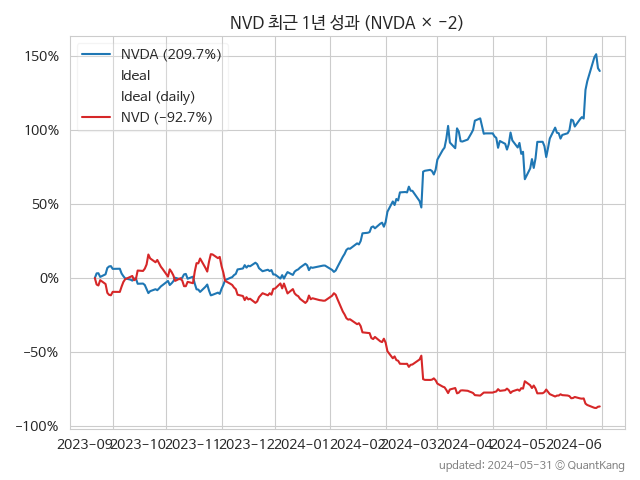 NVD 최근 1년 성과 (NVDA × −2)
NVDA (209.7%)
Ideal
Ideal (daily)
NVD (−92.7%)
150%
100%
50%
0%
−50%
−100%
2023-09 2023-10 2023-11 2023-12 2024-01 2024-02 2024-03 2024-04 2024-05 2024-06
updated: 2024-05-31 © QuantKang